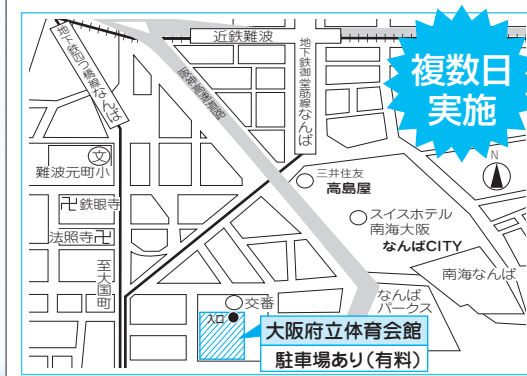 近鉄難波
地下鉄四つ橋線なんば
地下鉄御堂筋線なんば
阪神高速道路
複数日
実施
文
難波元町小
卍鉄眼寺
法照寺卍
至大国町
三井住友
高島屋
スイスホテル
南海大阪
なんばCITY
N
南海なんば
なんば
パークス
交番
入口
大阪府立体育会館
駐車場あり(有料)